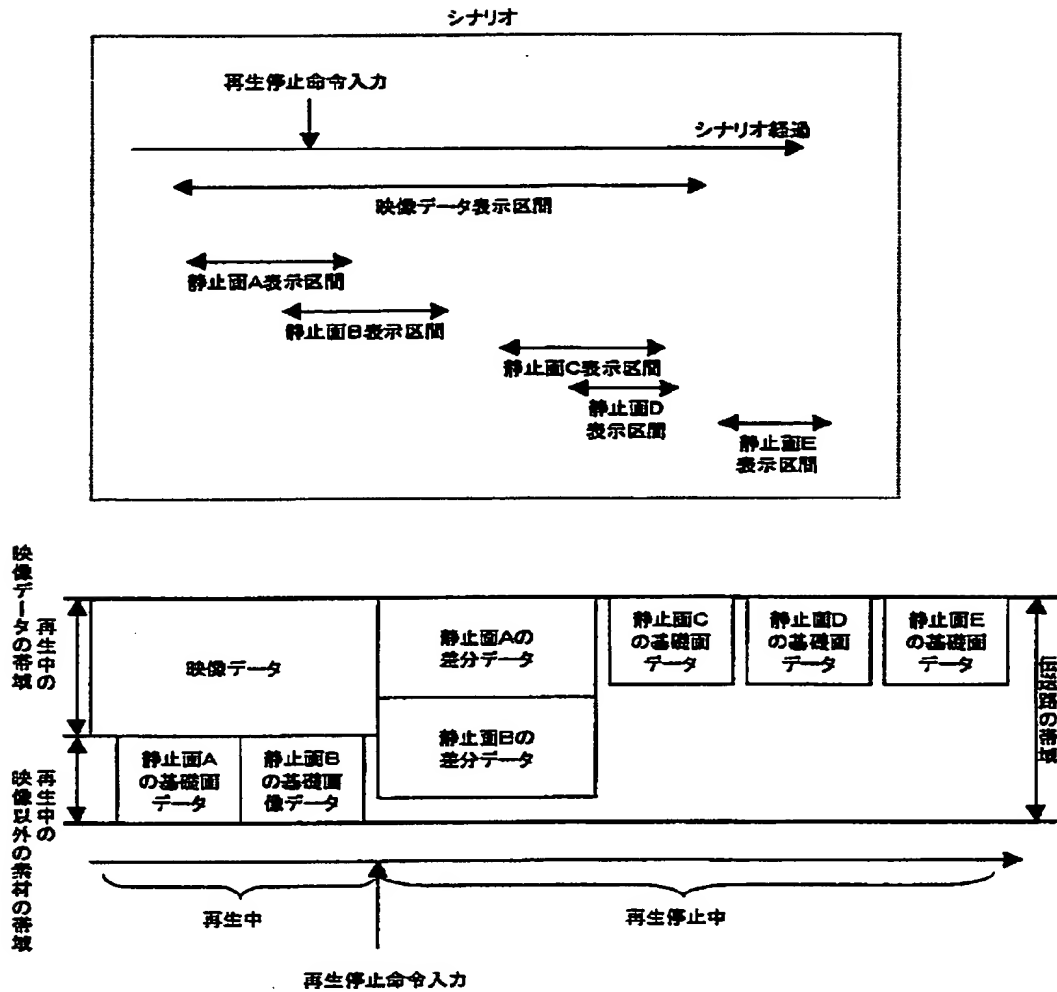 シナリオ
再生停止命令入力
シナリオ経過
映像データ表示区間
静止画A表示区間
静止画B表示区間
静止画C表示区間
静止画D
表示区間
静止画E
表示区間
再生中の
映像データの帯域
再生中の
映像以外の素材の帯域
映像データ
静止画A
の基礎画
データ
静止画B
の基礎画
像データ
静止画Aの
差分データ
静止画Bの
差分データ
静止画C
の基礎画
データ
静止画D
の基礎画
データ
静止画E
の基礎画
データ
伝送路の帯域
再生中
再生停止中
再生停止命令入力